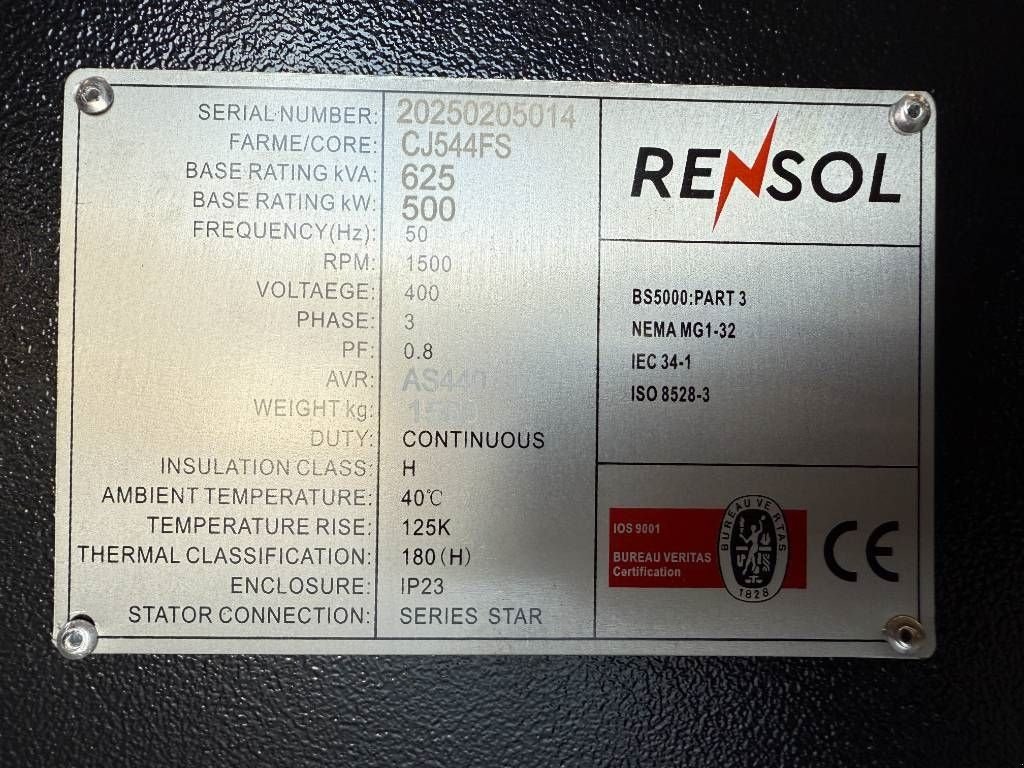 SERIAL NUMBER: 20250205014
FARME/CORE: CJ544FS
BASE RATING kVA: 625
BASE RATING kW: 500
FREQUENCY(Hz): 50
RPM: 1500
VOLTAEGE: 400
PHASE: 3
PF: 0.8
AVR: AS440
WEIGHT kg:
DUTY: CONTINUOUS
INSULATION CLASS: H
AMBIENT TEMPERATURE: 40℃
TEMPERATURE RISE: 125K
THERMAL CLASSIFICATION: 180(H)
ENCLOSURE: IP23
STATOR CONNECTION: SERIES STAR
RENSOL
BS5000:PART 3
NEMA MG1-32
IEC 34-1
ISO 8528-3
IOS 9001
BUREAU VERITAS
Certification
BUREAU VERITAS
1828
CE